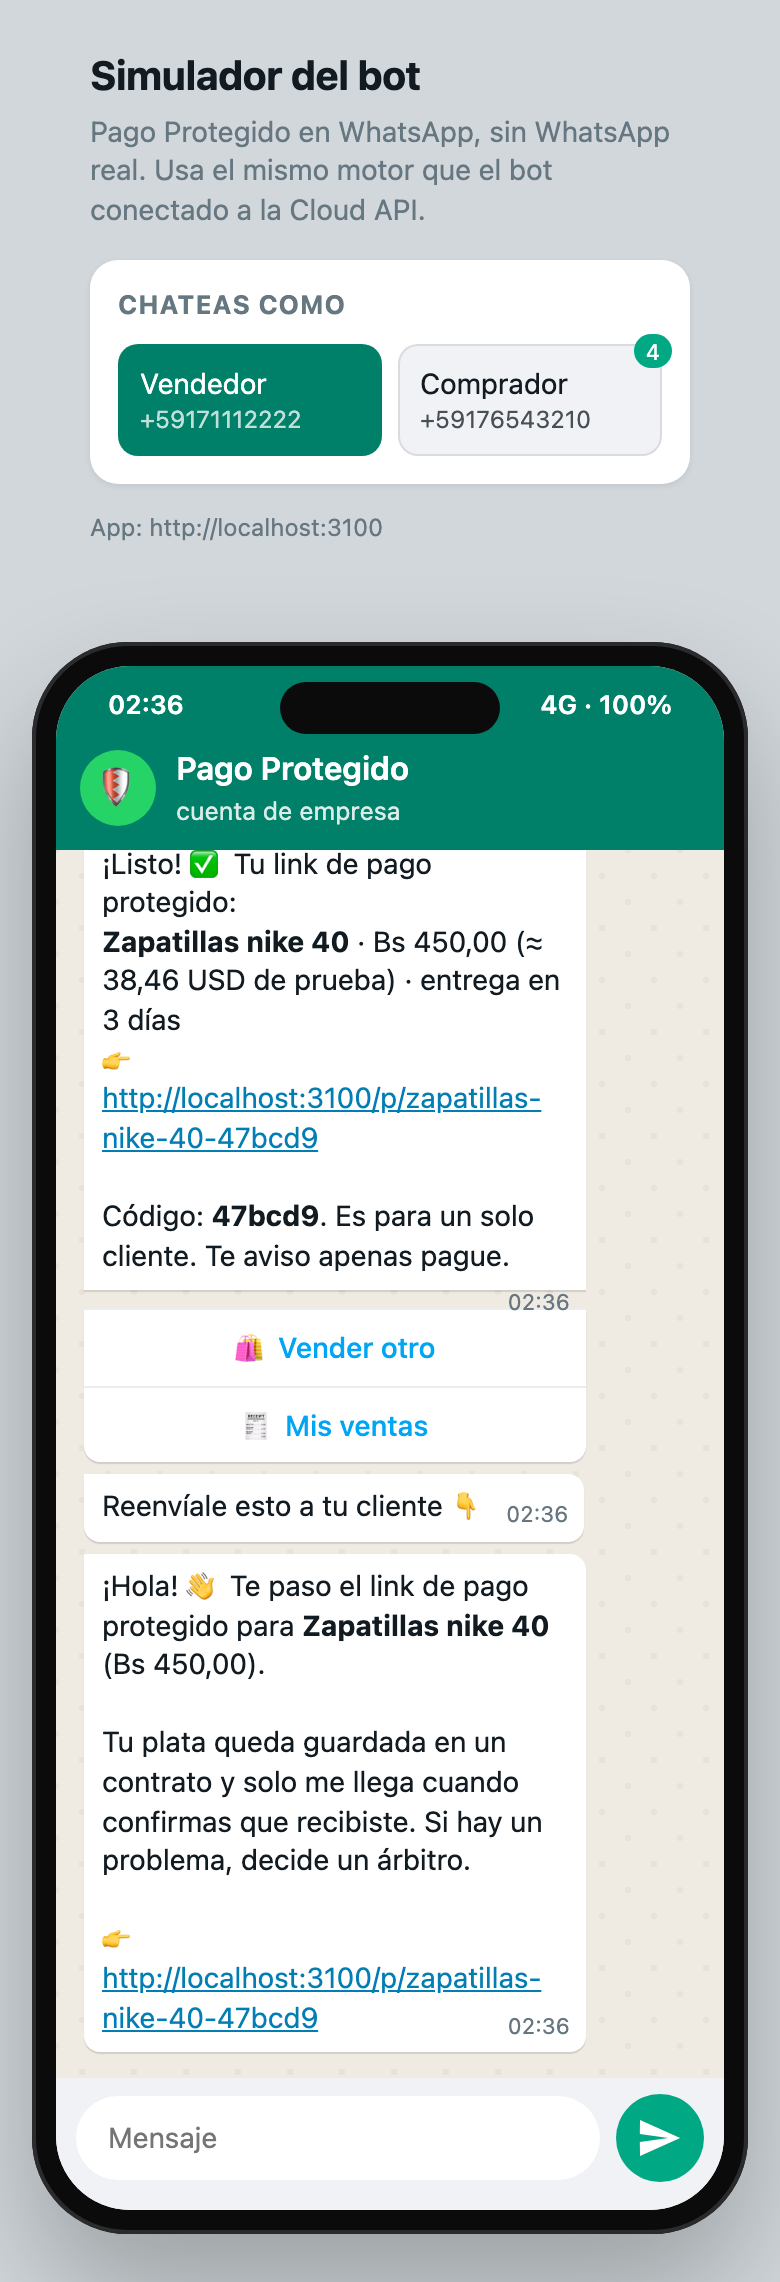 Simulador del bot
Pago Protegido en WhatsApp, sin WhatsApp
real. Usa el mismo motor que el bot
conectado a la Cloud API.
CHATEAS COMO
Vendedor
+59171112222
Comprador
+59176543210
4
App: http://localhost:3100
02:36
4G · 100%
Pago Protegido
cuenta de empresa
¡Listo! ✅ Tu link de pago
protegido:
Zapatillas nike 40 · Bs 450,00 (≈
38,46 USD de prueba) · entrega en
3 días
👉
http://localhost:3100/p/zapatillas-
nike-40-47bcd9
Código: 47bcd9. Es para un solo
cliente. Te aviso apenas pague.
02:36
🛍️ Vender otro
🧾 Mis ventas
Reenvíale esto a tu cliente 👇 02:36
¡Hola! 👋 Te paso el link de pago
protegido para Zapatillas nike 40
(Bs 450,00).
Tu plata queda guardada en un
contrato y solo me llega cuando
confirmas que recibiste. Si hay un
problema, decide un árbitro.
👉
http://localhost:3100/p/zapatillas-
nike-40-47bcd9
02:36
Mensaje